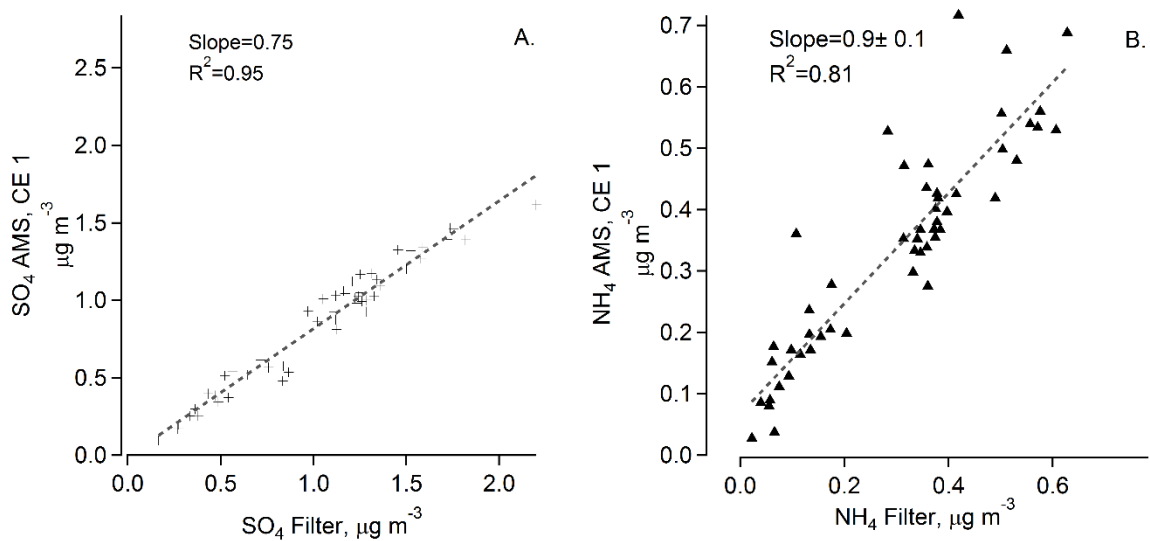 Slope=0.75
R²=0.95
A.
2.5
2.0
1.5
1.0
0.5
0.0
SO₄ AMS, CE 1
µg m⁻³
0.0 0.5 1.0 1.5 2.0
SO₄ Filter, µg m⁻³
Slope=0.9± 0.1
R²=0.81
B.
0.7
0.6
0.5
0.4
0.3
0.2
0.1
0.0
NH₄ AMS, CE 1
µg m⁻³
0.0 0.2 0.4 0.6
NH₄ Filter, µg m⁻³